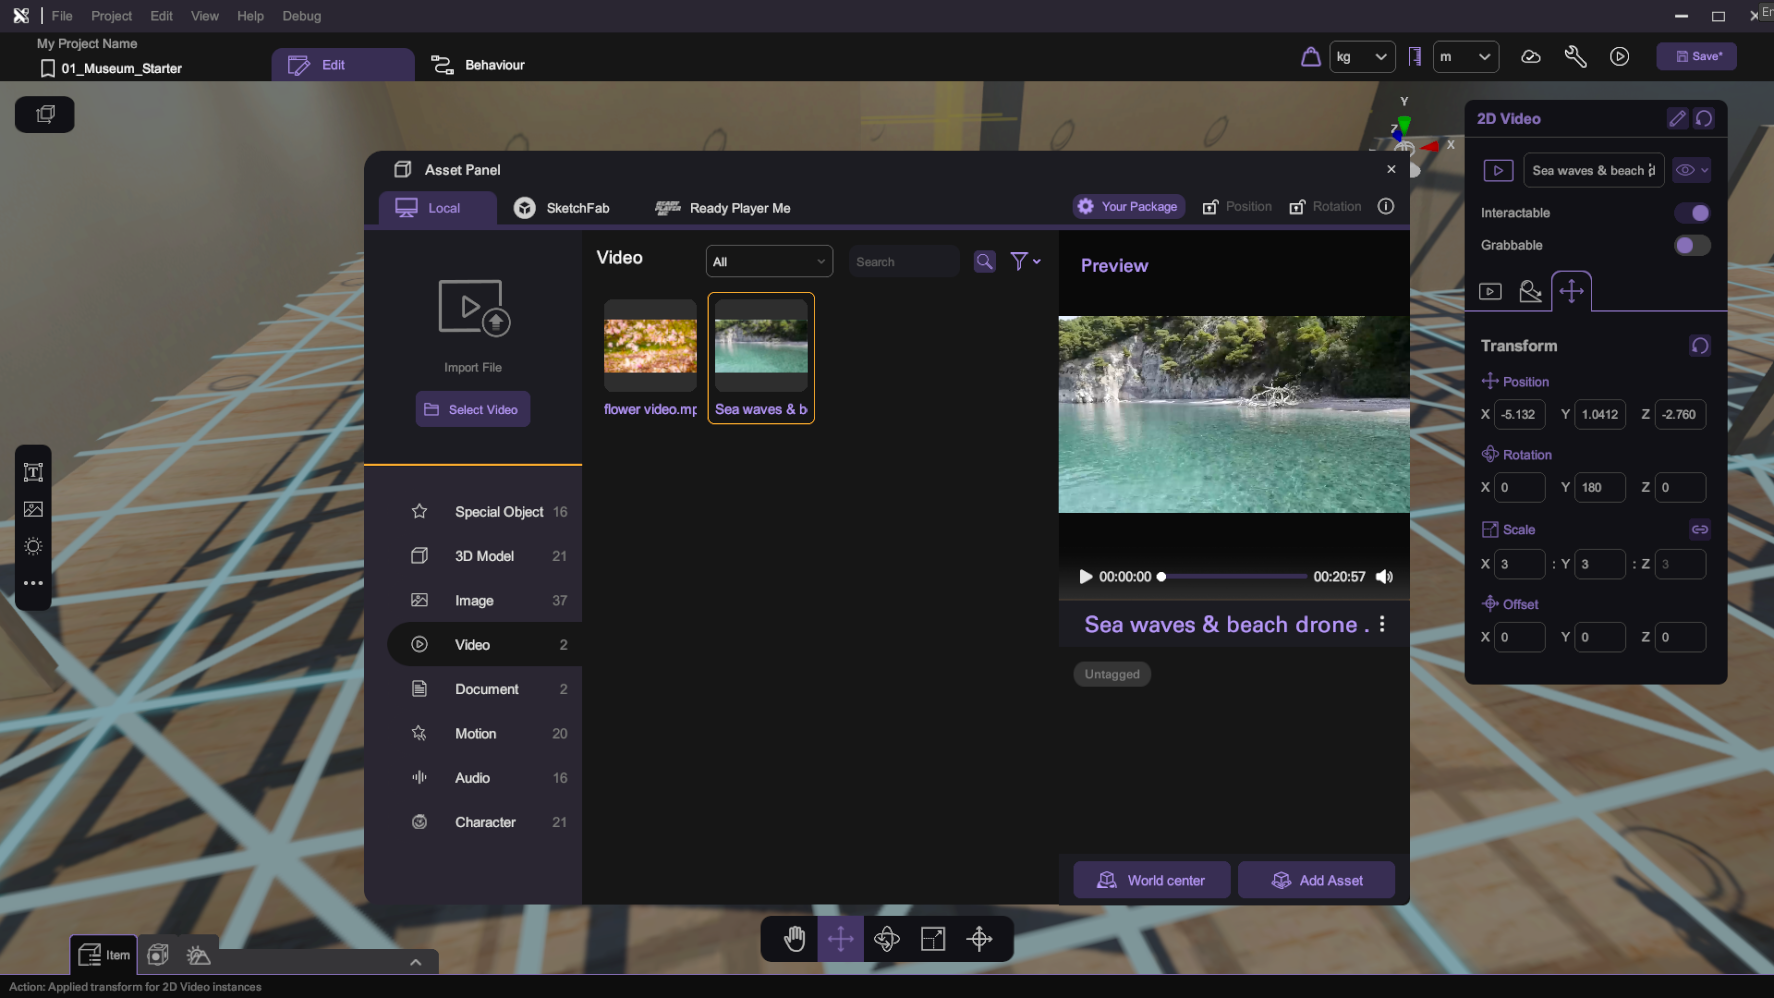 File Project Edit View Help Debug
En
My Project Name
01_Museum_Starter
Edit
Behaviour
kg
m
Save*
Y
Z
X
Asset Panel
Local
SketchFab
READY PLAYER ME
Ready Player Me
Your Package
Position
Rotation
Import File
Select Video
Special Object 16
3D Model 21
Image 37
Video 2
Document 2
Motion 20
Audio 16
Character 21
Video
All
Search
flower video.mp
Sea waves & b
Preview
00:00:00
00:20:57
Sea waves & beach drone .
Untagged
World center
Add Asset
2D Video
Sea waves & beach d
Interactable
Grabbable
Transform
Position
X -5.132 Y 1.0412 Z -2.760
Rotation
X 0 Y 180 Z 0
Scale
X 3 : Y 3 : Z 3
Offset
X 0 Y 0 Z 0
Item
Action: Applied transform for 2D Video instances